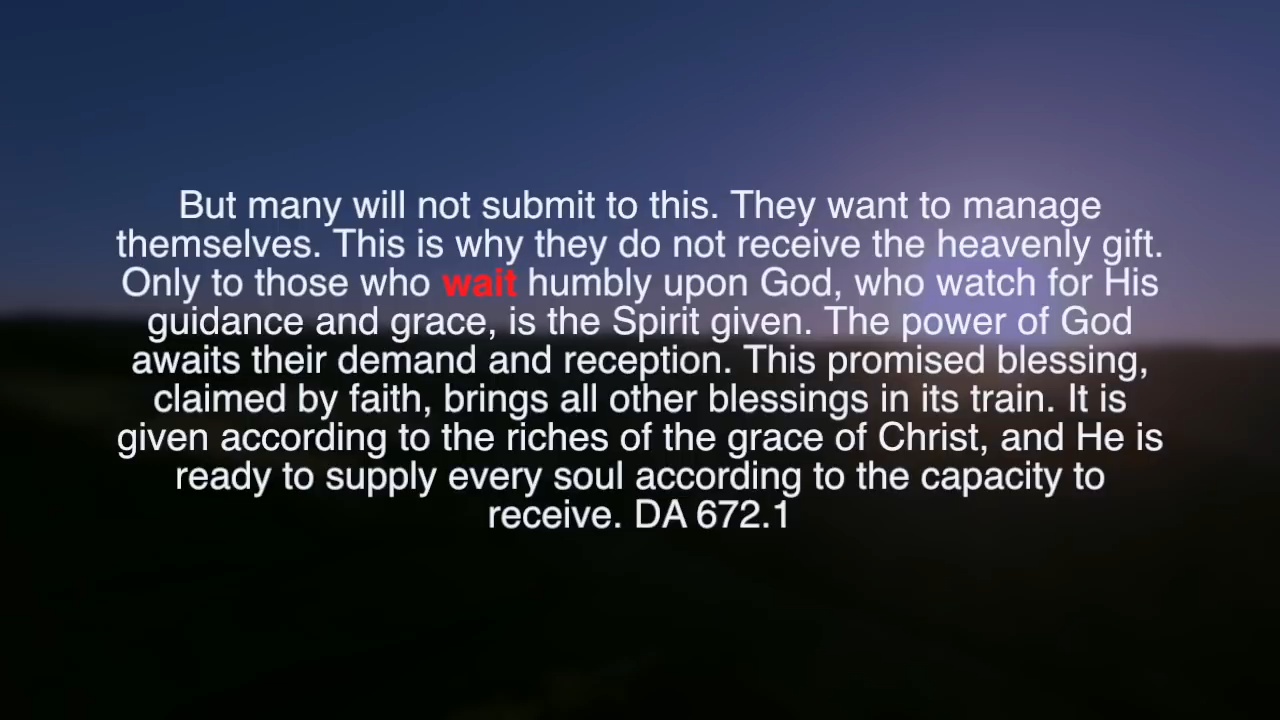 But many will not submit to this. They want to manage
themselves. This is why they do not receive the heavenly gift.
Only to those who wait humbly upon God, who watch for His
guidance and grace, is the Spirit given. The power of God
awaits their demand and reception. This promised blessing,
claimed by faith, brings all other blessings in its train. It is
given according to the riches of the grace of Christ, and He is
ready to supply every soul according to the capacity to
receive. DA 672.1